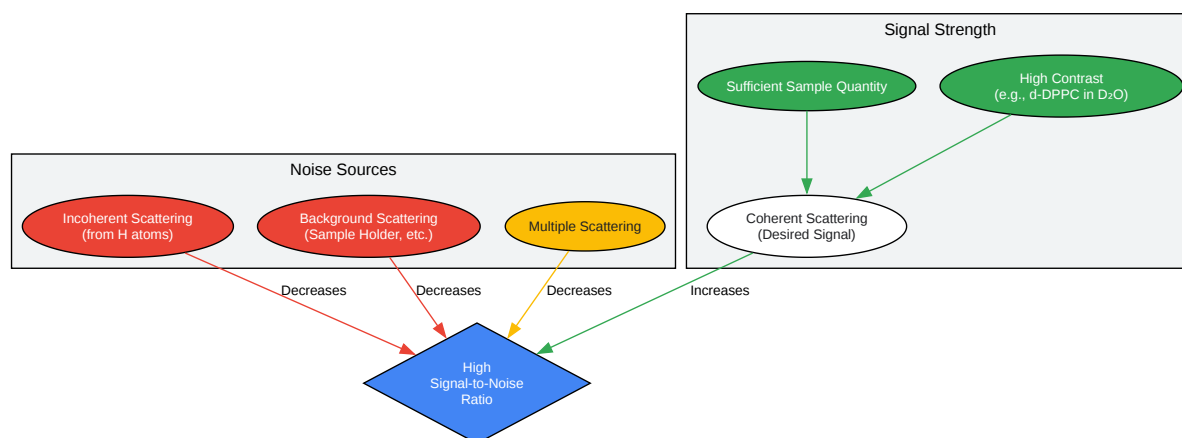 Signal Strength
Sufficient Sample Quantity
High Contrast
(e.g., d-DPPC in D₂O)
Noise Sources
Incoherent Scattering
(from H atoms)
Background Scattering
(Sample Holder, etc.)
Multiple Scattering
Coherent Scattering
(Desired Signal)
Decreases
Decreases
Decreases
Increases
High
Signal-to-Noise
Ratio